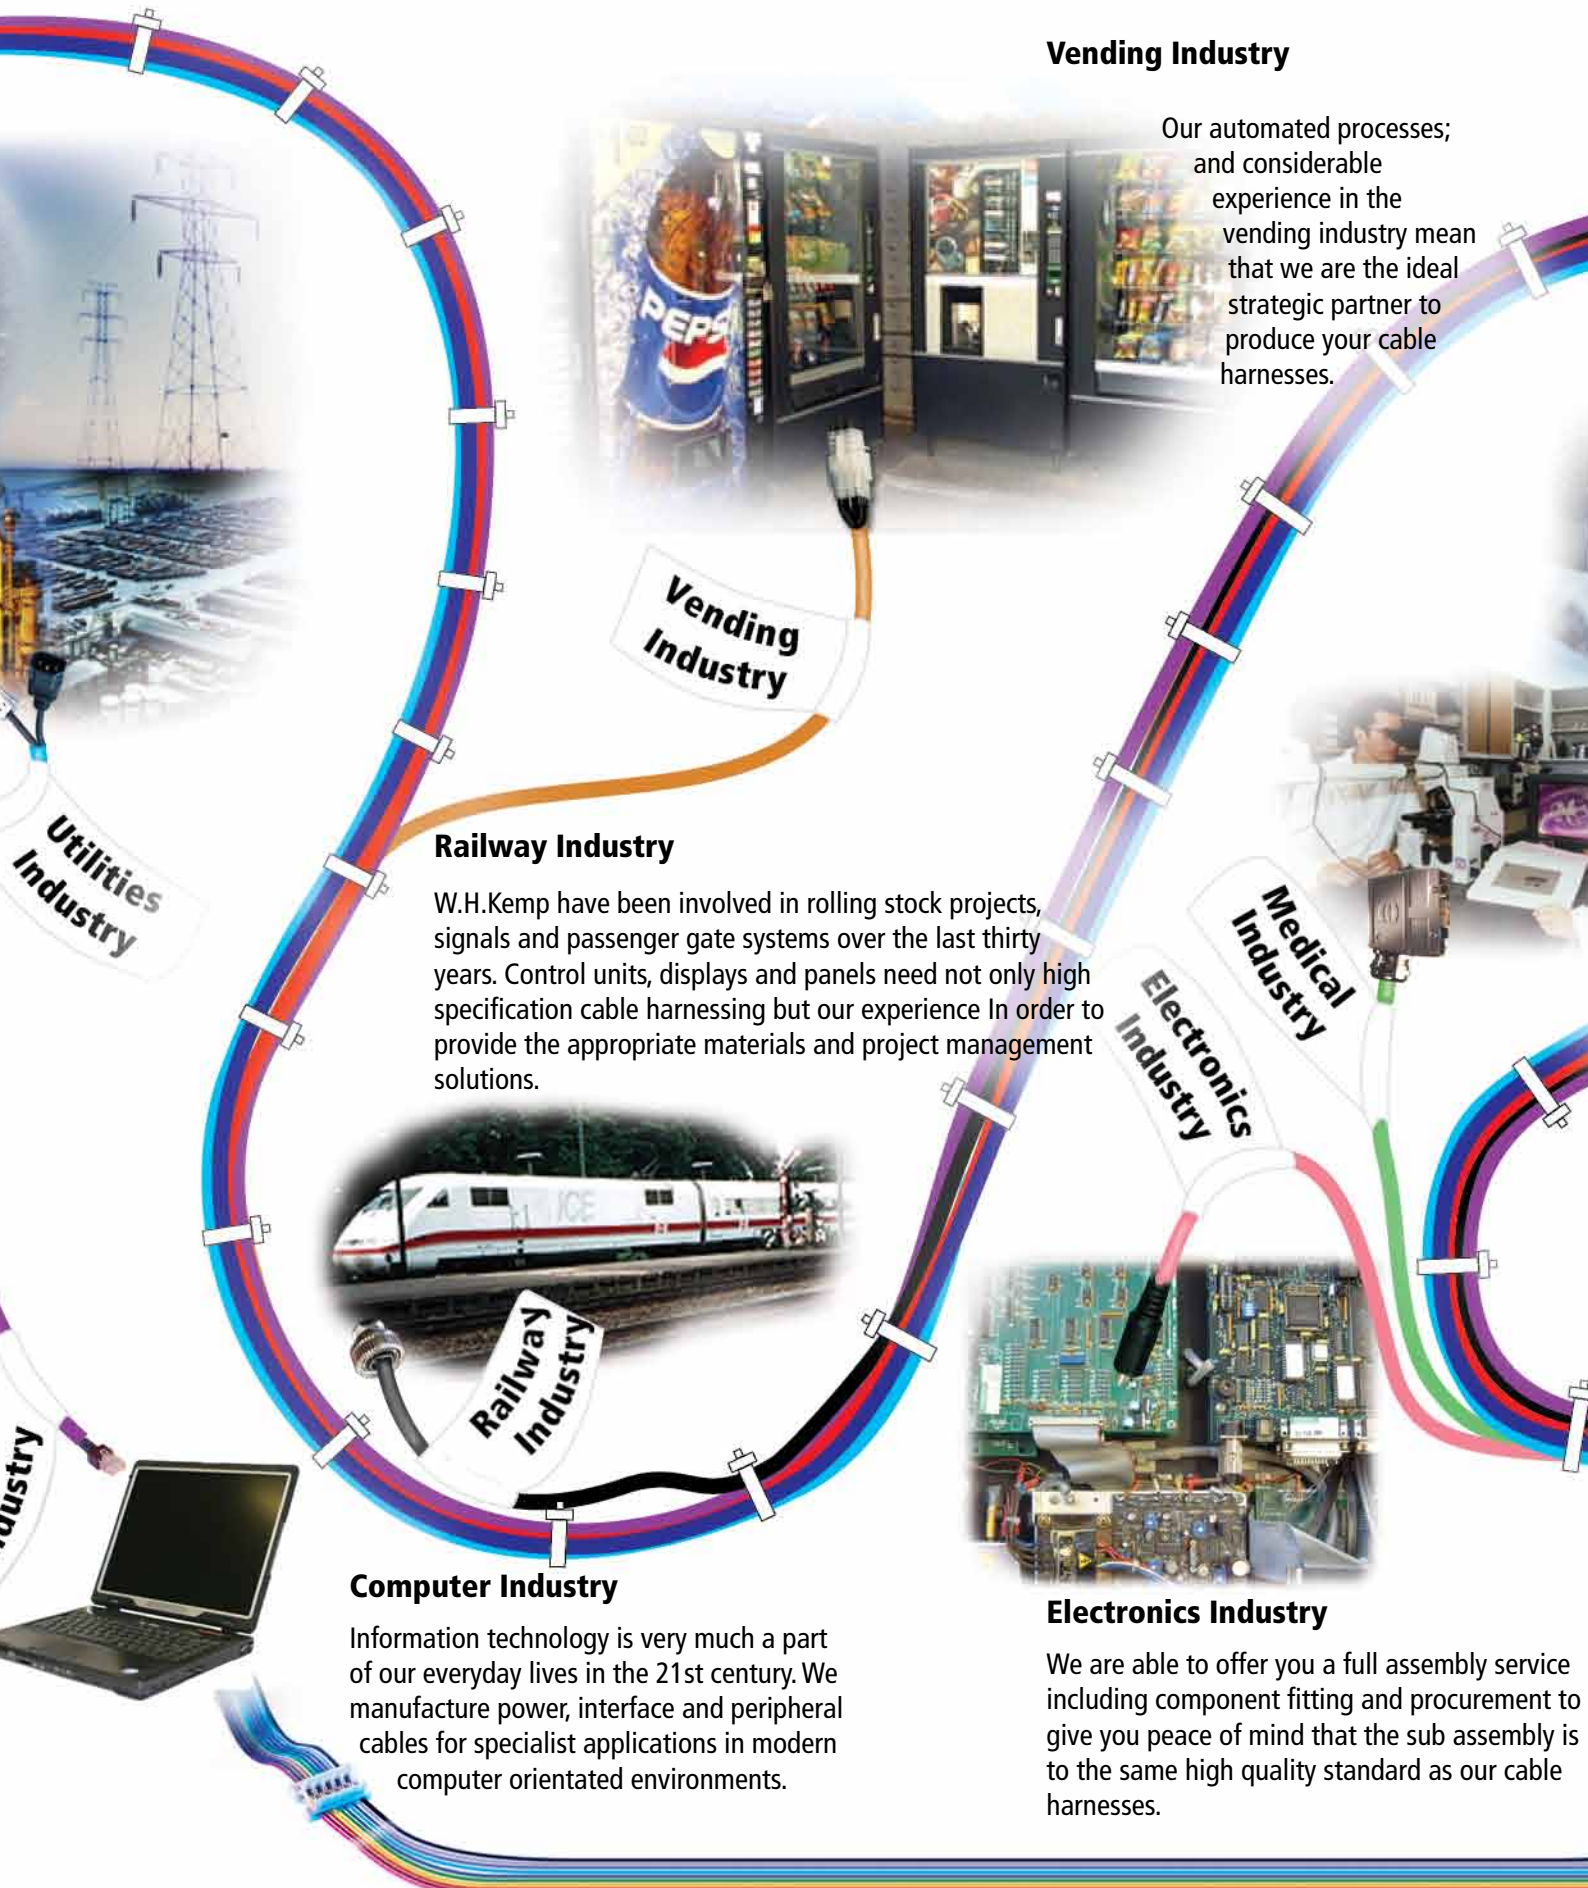 Vending Industry
Our automated processes;
and considerable
experience in the
vending industry mean
that we are the ideal
strategic partner to
produce your cable
harnesses.
PEPS
Vending
Industry
Utilities
Industry
Railway Industry
W.H.Kemp have been involved in rolling stock projects,
signals and passenger gate systems over the last thirty
years. Control units, displays and panels need not only high
specification cable harnessing but our experience In order to
provide the appropriate materials and project management
solutions.
Medical
Industry
Electronics
Industry
ICE
Railway
Industry
dustry
Computer Industry
Information technology is very much a part
of our everyday lives in the 21st century. We
manufacture power, interface and peripheral
cables for specialist applications in modern
computer orientated environments.
Electronics Industry
We are able to offer you a full assembly service
including component fitting and procurement to
give you peace of mind that the sub assembly is
to the same high quality standard as our cable
harnesses.